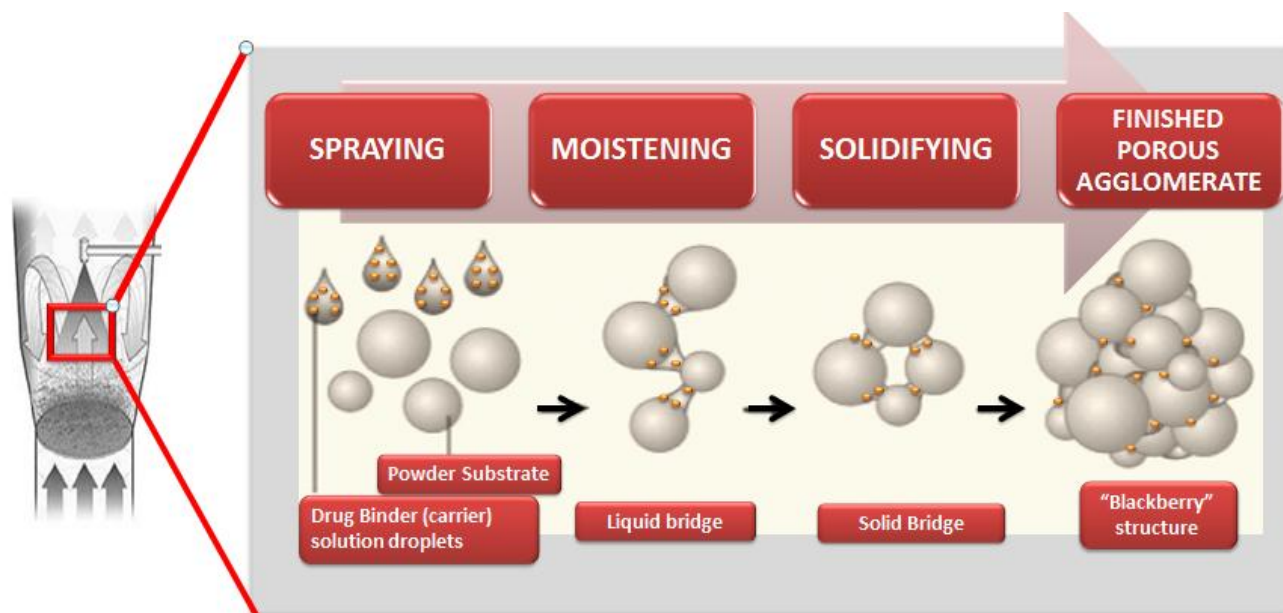 SPRAYING
MOISTENING
SOLIDIFYING
FINISHED
POROUS
AGGLOMERATE
Powder Substrate
Drug Binder (carrier)
solution droplets
Liquid bridge
Solid Bridge
“Blackberry”
structure